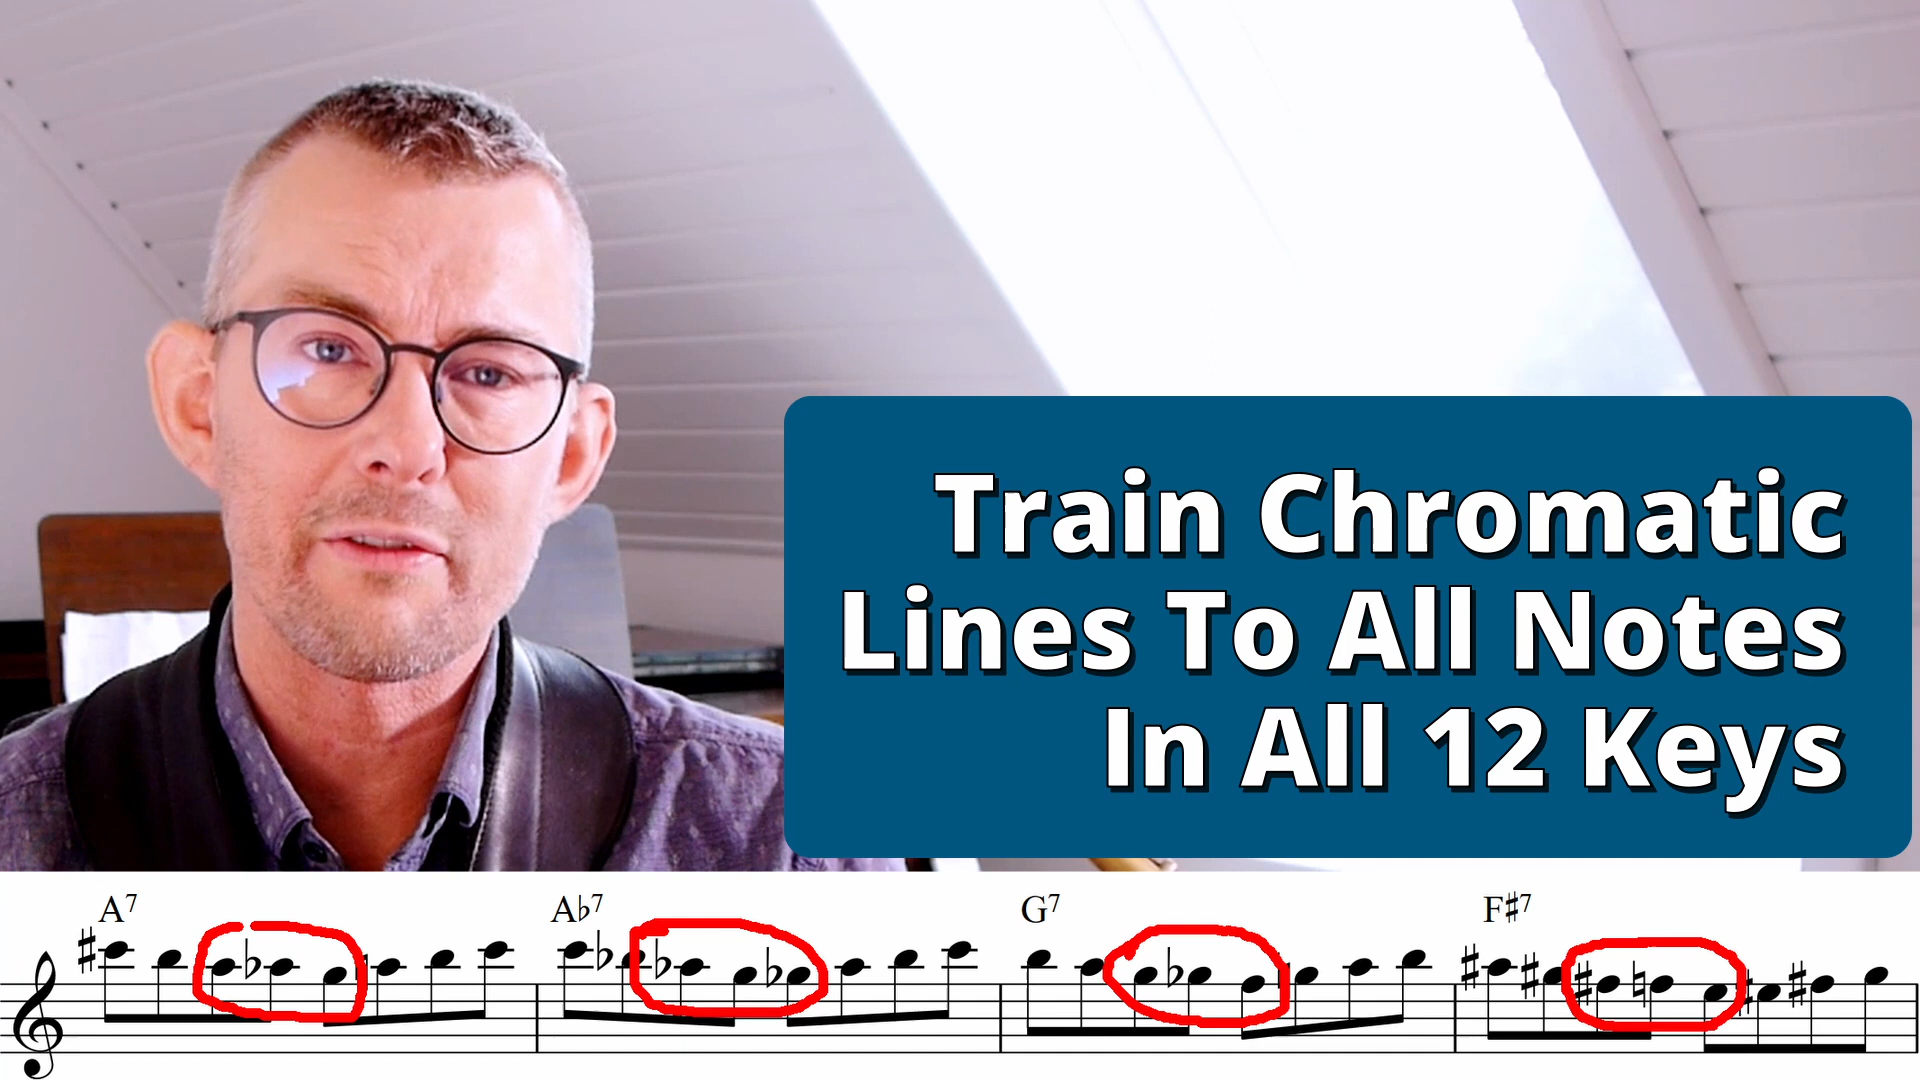 Train Chromatic
Lines To All Notes
In All 12 Keys
A7 A♭7 G7 F♯7